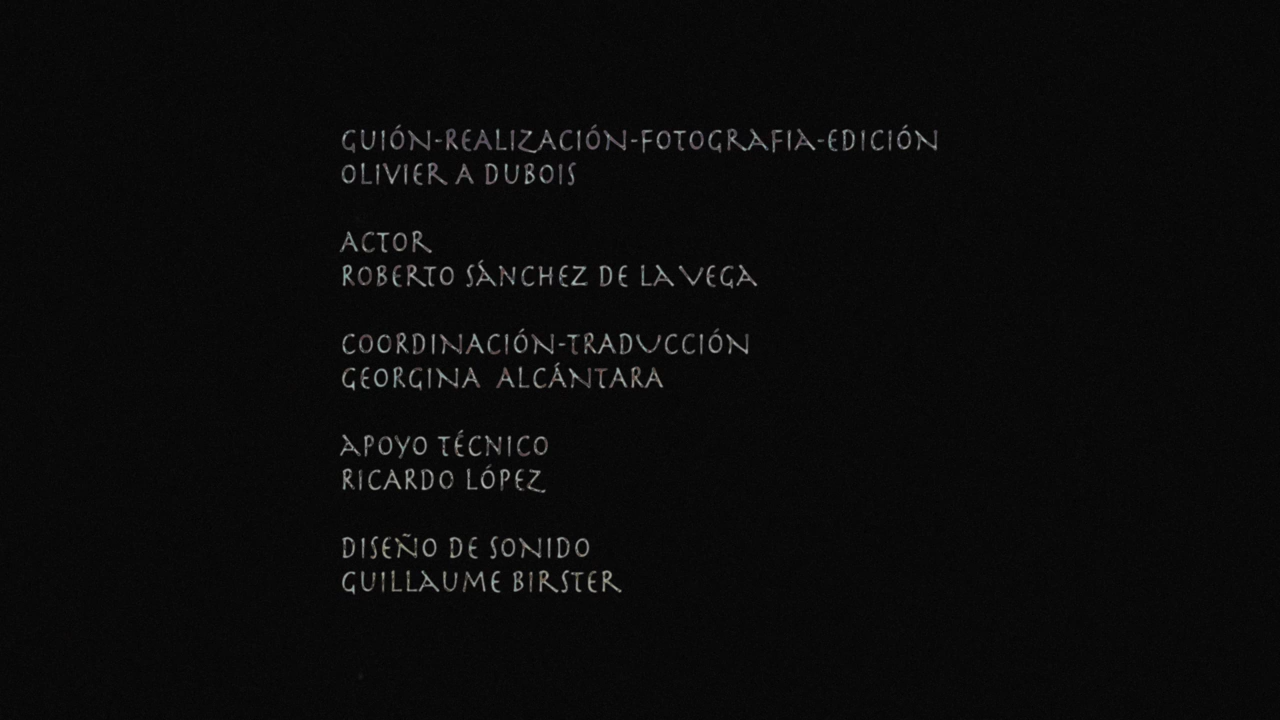 GUIÓN-REALIZACIÓN-FOTOGRAFIA-EDICIÓN
OLIVIER A DUBOIS
ACTOR
ROBERTO SÁNCHEZ DE LA VEGA
COORDINACIÓN-TRADUCCIÓN
GEORGINA ALCÁNTARA
APOYO TÉCNICO
RICARDO LÓPEZ
DISEÑO DE SONIDO
GUILLAUME BIRSTER